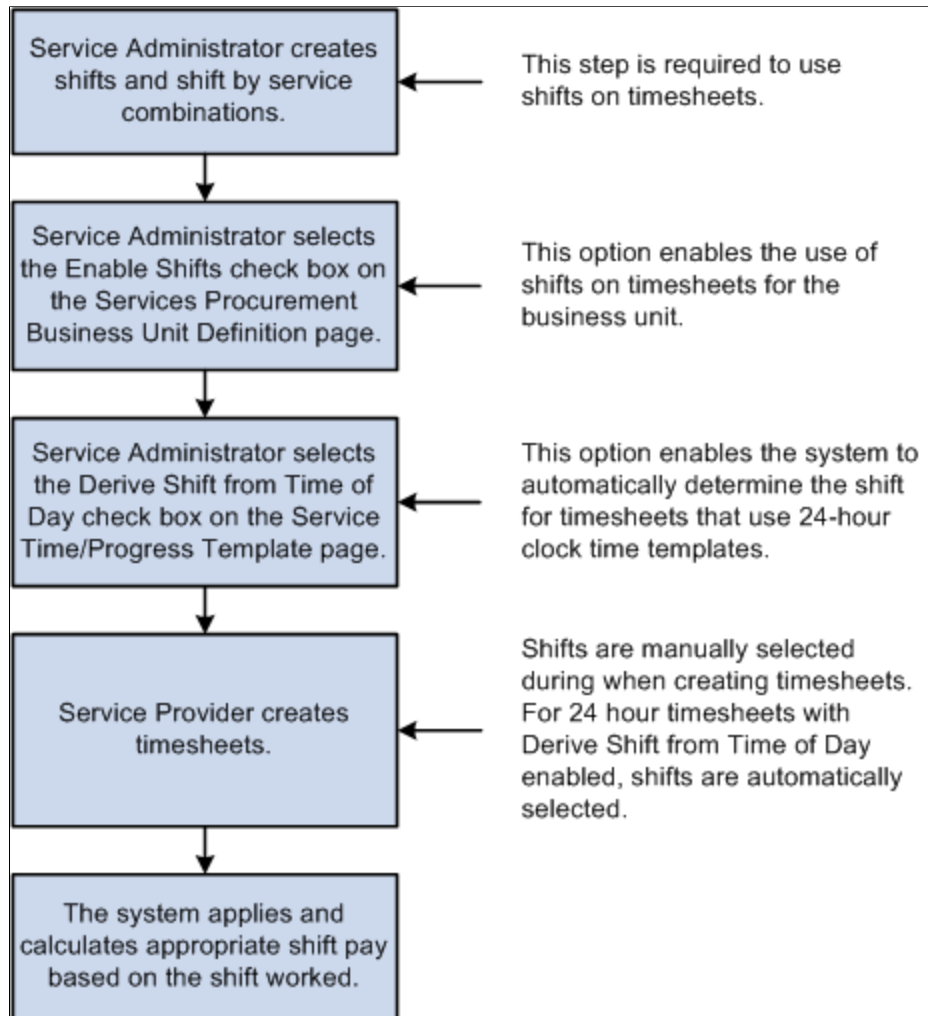 Service Administrator creates
shifts and shift by service
combinations.
This step is required to use
shifts on timesheets.
Service Administrator selects
the Enable Shifts check box on
the Services Procurement
Business Unit Definition page.
This option enables the use of
shifts on timesheets for the
business unit.
Service Administrator selects
the Derive Shift from Time of
Day check box on the Service
Time/Progress Template page.
This option enables the system to
automatically determine the shift
for timesheets that use 24-hour
clock time templates.
Service Provider creates
timesheets.
Shifts are manually selected
during when creating timesheets.
For 24 hour timesheets with
Derive Shift from Time of Day
enabled, shifts are automatically
selected.
The system applies and
calculates appropriate shift pay
based on the shift worked.